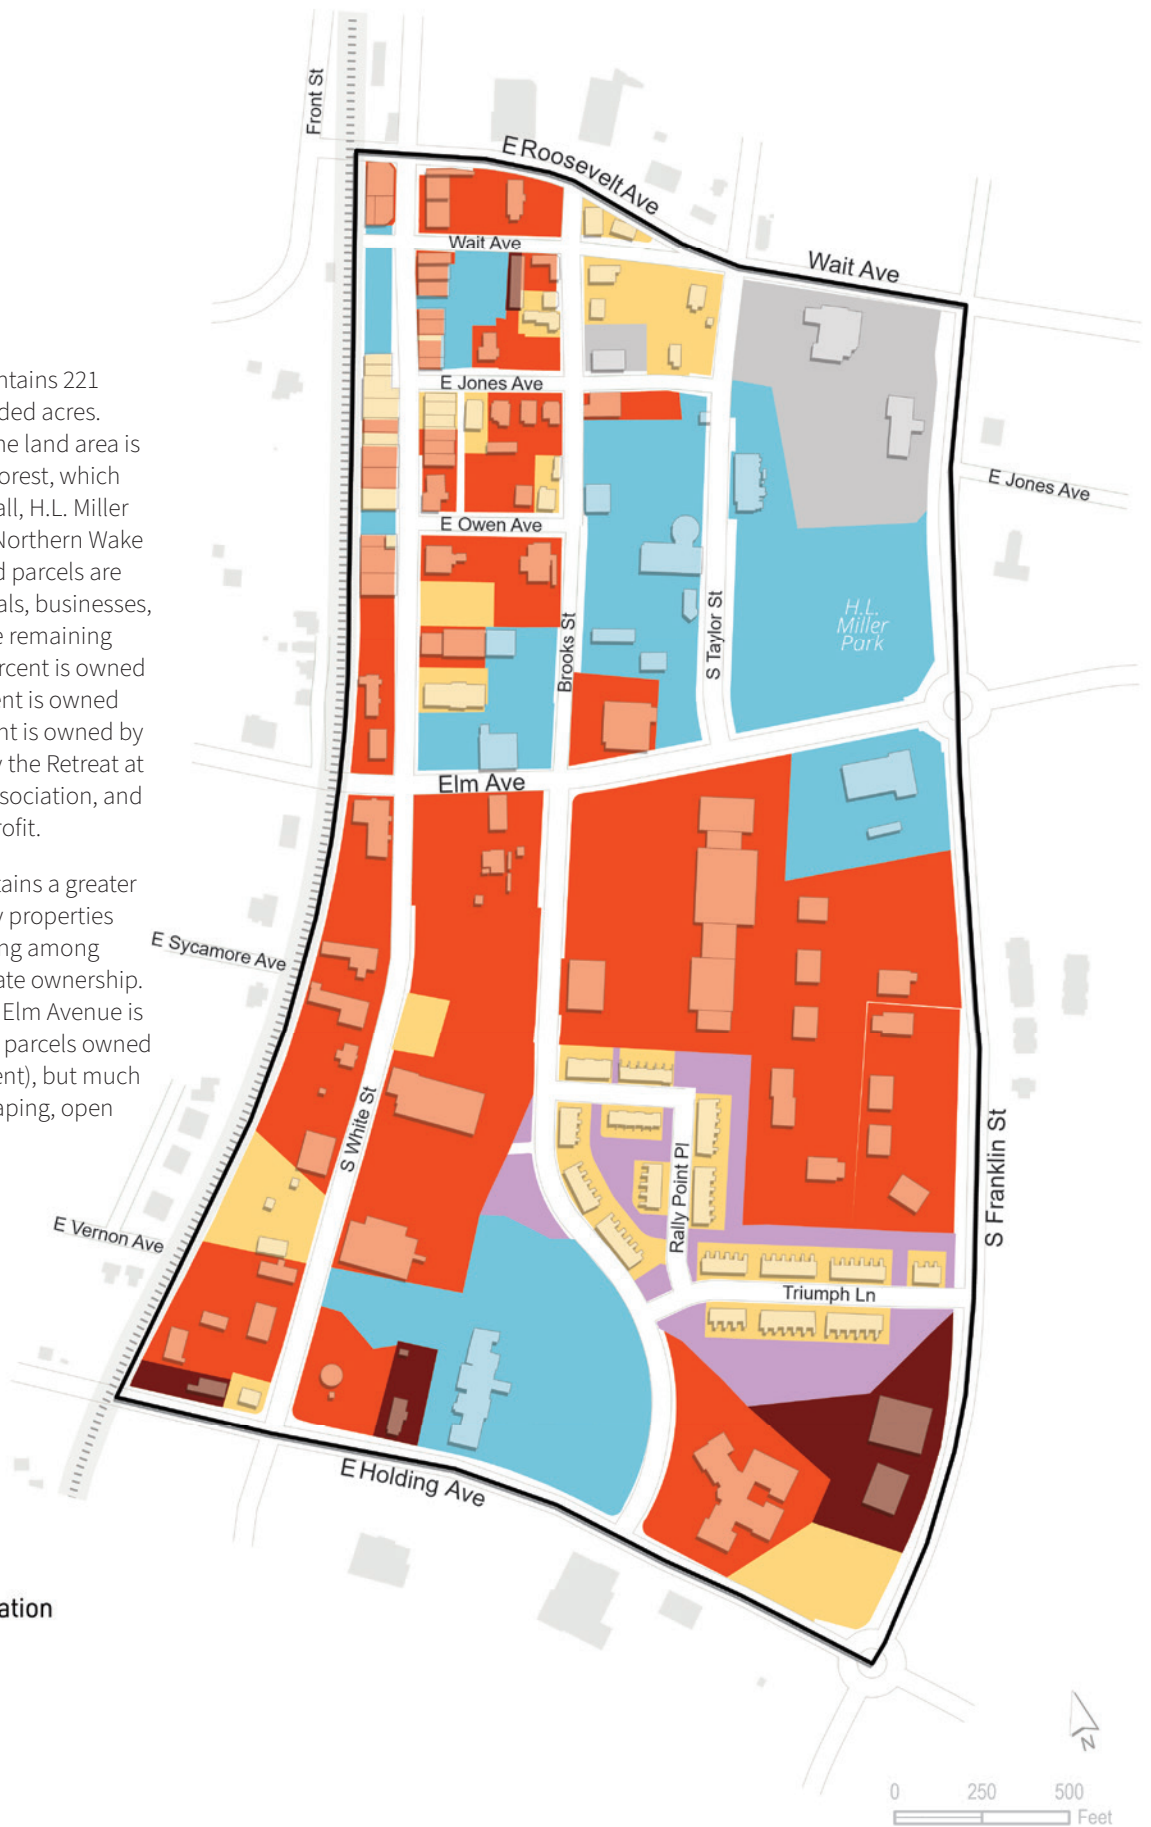 Front St
E Roosevelt Ave
Wait Ave
Wait Ave
E Jones Ave
E Jones Ave
E Owen Ave
H.L.
Miller
Park
S Taylor St
Brooks St
Elm Ave
E Sycamore Ave
S White St
Rally Point Pl
S Franklin St
E Vernon Ave
Triumph Ln
E Holding Ave
ntains 221
ded acres.
ne land area is
orest, which
all, H.L. Miller
Northern Wake
d parcels are
als, businesses,
e remaining
rcent is owned
ent is owned
nt is owned by
y the Retreat at
ssociation, and
rofit.
tains a greater
y properties
ing among
ate ownership.
Elm Avenue is
parcels owned
ent), but much
aping, open
ation
N
0 250 500
Feet